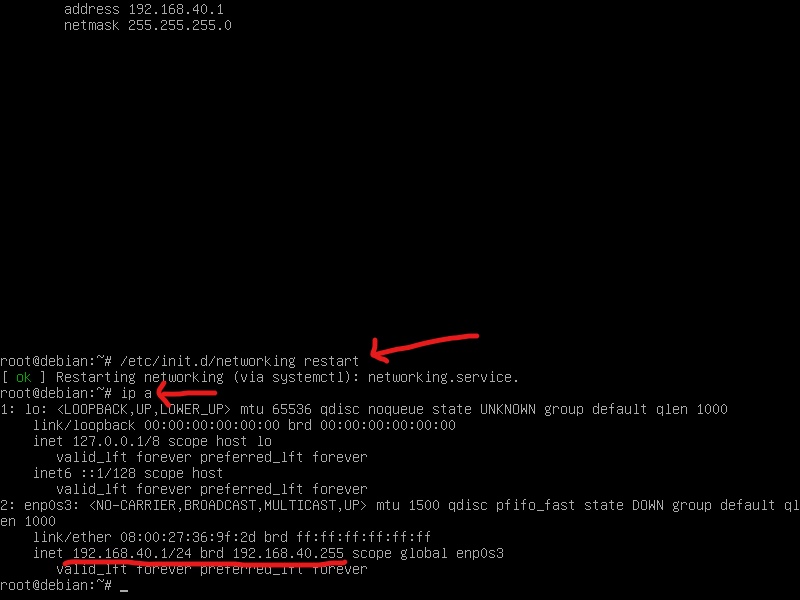 address 192.168.40.1
netmask 255.255.255.0
root@debian:~# /etc/init.d/networking restart
[ ok ] Restarting networking (via systemctl): networking.service.
root@debian:~# ip a
1: lo: <LOOPBACK,UP,LOWER_UP> mtu 65536 qdisc noqueue state UNKNOWN group default qlen 1000
link/loopback 00:00:00:00:00:00 brd 00:00:00:00:00:00
inet 127.0.0.1/8 scope host lo
valid_lft forever preferred_lft forever
inet6 ::1/128 scope host
valid_lft forever preferred_lft forever
2: enp0s3: <NO-CARRIER,BROADCAST,MULTICAST,UP> mtu 1500 qdisc pfifo_fast state DOWN group default ql
en 1000
link/ether 08:00:27:36:9f:2d brd ff:ff:ff:ff:ff:ff
inet 192.168.40.1/24 brd 192.168.40.255 scope global enp0s3
valid_lft forever preferred_lft forever
root@debian:~# _